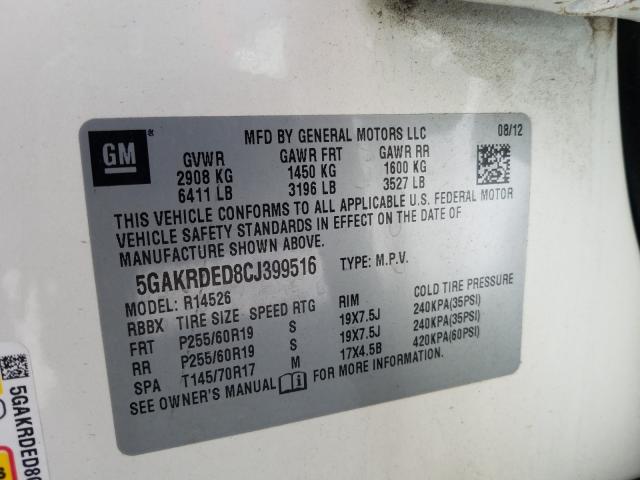 GM
®
MFD BY GENERAL MOTORS LLC 08/12
GVWR GAWR FRT GAWR RR
2908 KG 1450 KG 1600 KG
6411 LB 3196 LB 3527 LB
THIS VEHICLE CONFORMS TO ALL APPLICABLE U.S. FEDERAL MOTOR
VEHICLE SAFETY STANDARDS IN EFFECT ON THE DATE OF
MANUFACTURE SHOWN ABOVE.
5GAKRDED8CJ399516 TYPE: M.P.V.
MODEL: R14526
RBBX TIRE SIZE SPEED RTG RIM COLD TIRE PRESSURE
FRT P255/60R19 S 19X7.5J 240KPA(35PSI)
RR P255/60R19 S 19X7.5J 240KPA(35PSI)
SPA T145/70R17 M 17X4.5B 420KPA(60PSI)
SEE OWNER'S MANUAL FOR MORE INFORMATION.
5GAKRDED8C